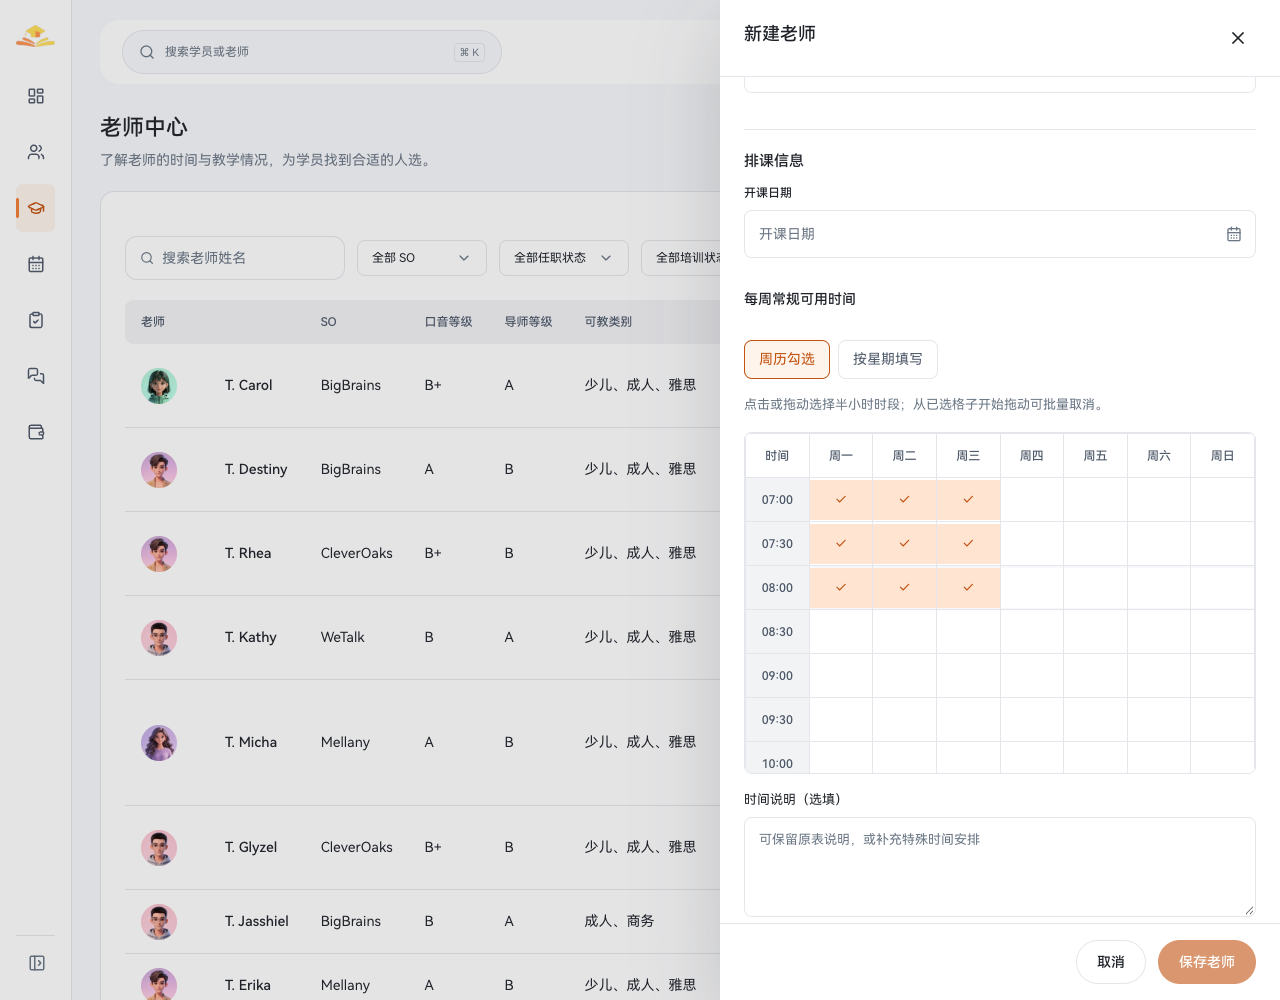 搜索学员或老师
⌘ K
老师中心
了解老师的时间与教学情况，为学员找到合适的人选。
搜索老师姓名
全部 SO
全部任职状态
全部培训状
老师 SO 口音等级 导师等级 可教类别
T. Carol BigBrains B+ A 少儿、成人、雅思
T. Destiny BigBrains A B 少儿、成人、雅思
T. Rhea CleverOaks B+ B 少儿、成人、雅思
T. Kathy WeTalk B A 少儿、成人、雅思
T. Micha Mellany A B 少儿、成人、雅思
T. Glyzel CleverOaks B+ B 少儿、成人、雅思
T. Jasshiel BigBrains B A 成人、商务
T. Erika Mellany A B 少儿、成人、雅思
新建老师
排课信息
开课日期
开课日期
每周常规可用时间
周历勾选
按星期填写
点击或拖动选择半小时时段；从已选格子开始拖动可批量取消。
时间 周一 周二 周三 周四 周五 周六 周日
07:00
07:30
08:00
08:30
09:00
09:30
10:00
时间说明（选填）
可保留原表说明，或补充特殊时间安排
取消
保存老师